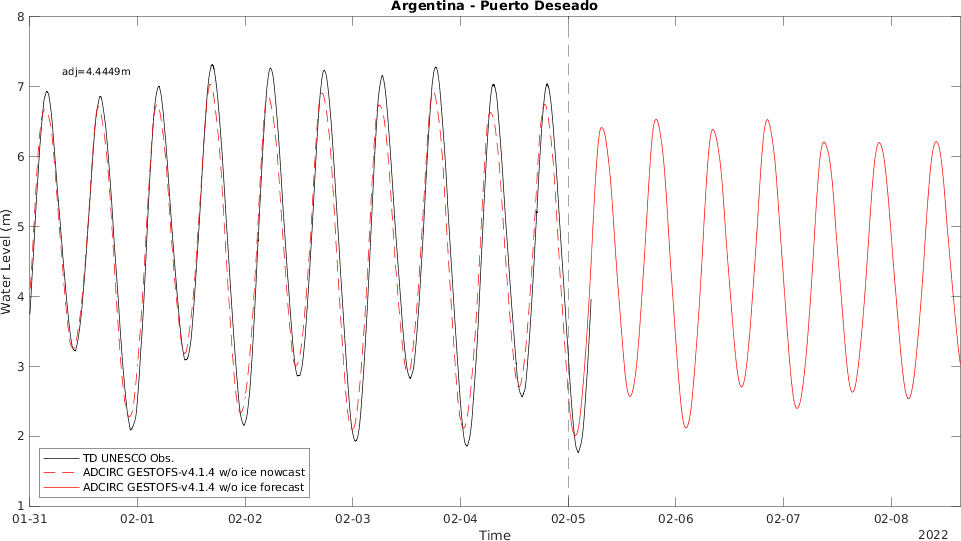 Argentina - Puerto Deseado
8
adj=4.4449m
7
6
5
4
3
2
1
Water Level (m)
TD UNESCO Obs.
ADCIRC GESTOFS-v4.1.4 w/o ice nowcast
ADCIRC GESTOFS-v4.1.4 w/o ice forecast
01-31 02-01 02-02 02-03 02-04 02-05 02-06 02-07 02-08
Time
2022